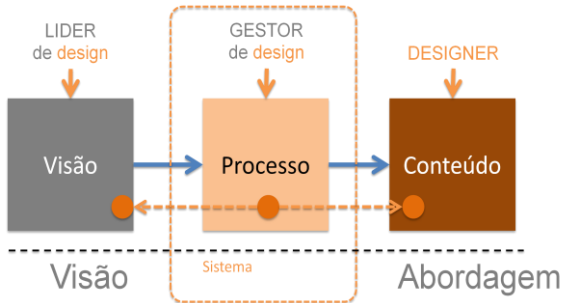 LIDER
de design
GESTOR
de design
DESIGNER
Visão
Processo
Conteúdo
Sistema
Visão
Abordagem